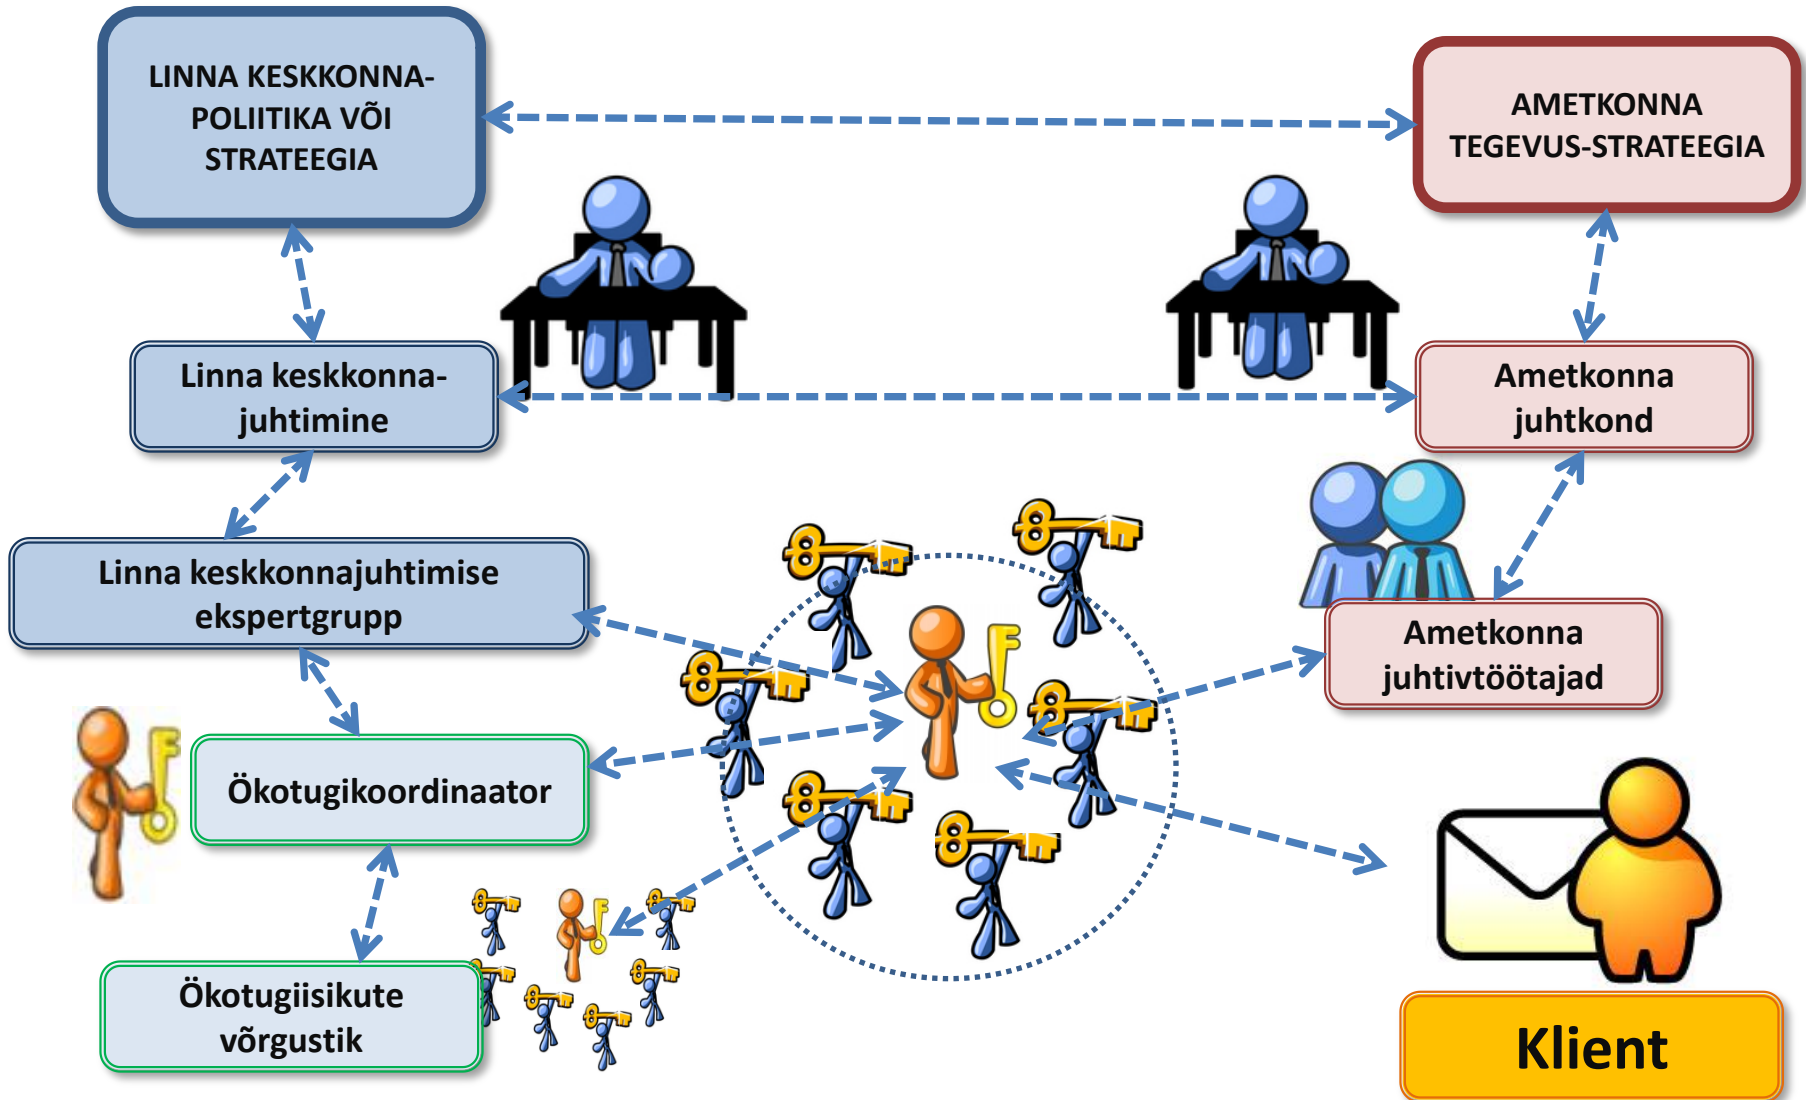 LINNA KESKKONNA-
POLIITIKA VÕI
STRATEEGIA
AMETKONNA
TEGEVUS-STRATEEGIA
Linna keskkonna-
juhtimine
Ametkonna
juhtkond
Linna keskkonnajuhtimise
ekspertgrupp
Ametkonna
juhtivtöötajad
Ökotugikoordinaator
Ökotugiisikute
võrgustik
Klient